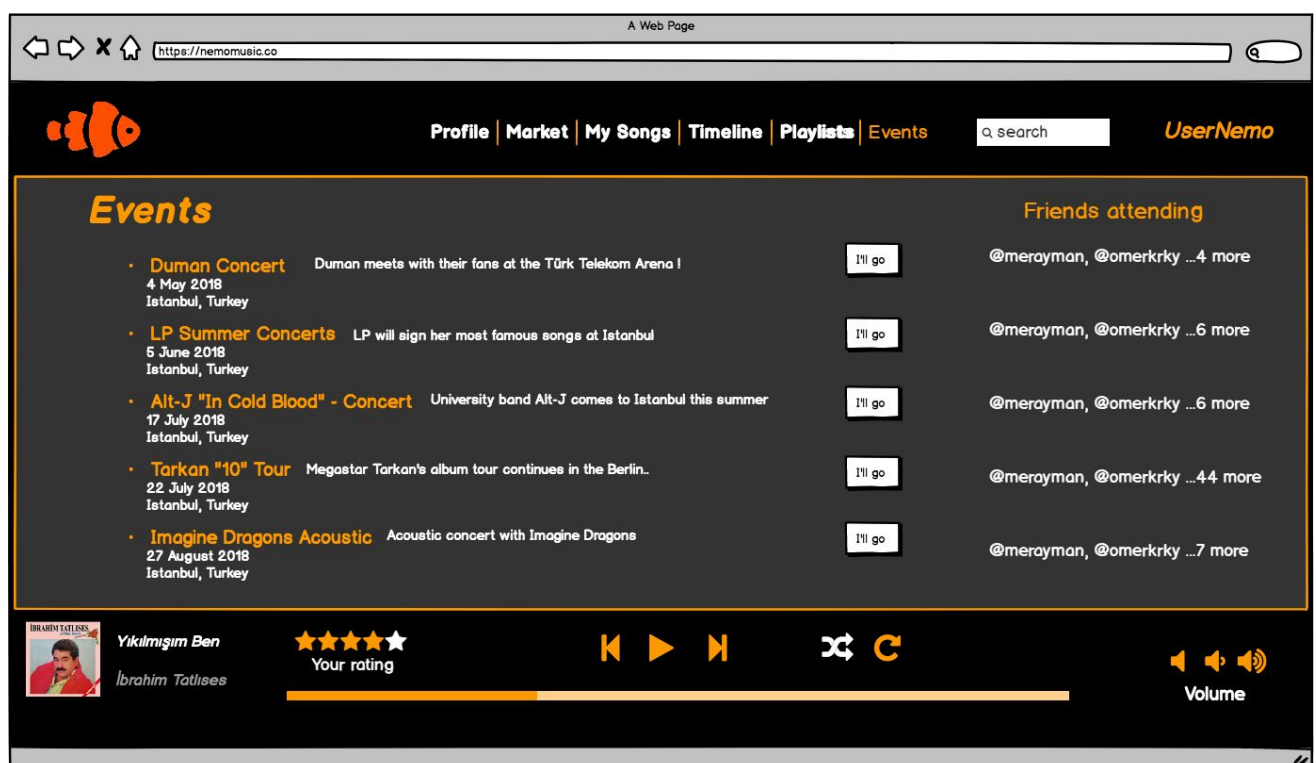 A Web Page
https://nemomusic.co
Profile | Market | My Songs | Timeline | Playlists | Events
search
UserNemo
Events
Friends attending
• Duman Concert Duman meets with their fans at the Türk Telekom Arena ! I'll go @merayman, @omerkrky ...4 more
4 May 2018
Istanbul, Turkey
• LP Summer Concerts LP will sign her most famous songs at Istanbul I'll go @merayman, @omerkrky ...6 more
5 June 2018
Istanbul, Turkey
• Alt-J "In Cold Blood" - Concert University band Alt-J comes to Istanbul this summer I'll go @merayman, @omerkrky ...6 more
17 July 2018
Istanbul, Turkey
• Tarkan "10" Tour Megastar Tarkan's album tour continues in the Berlin.. I'll go @merayman, @omerkrky ...44 more
22 July 2018
Istanbul, Turkey
• Imagine Dragons Acoustic Acoustic concert with Imagine Dragons I'll go @merayman, @omerkrky ...7 more
27 August 2018
Istanbul, Turkey
İBRAHİM TATLISES
Yıkılmışım Ben
İbrahim Tatlıses
Your rating
Volume